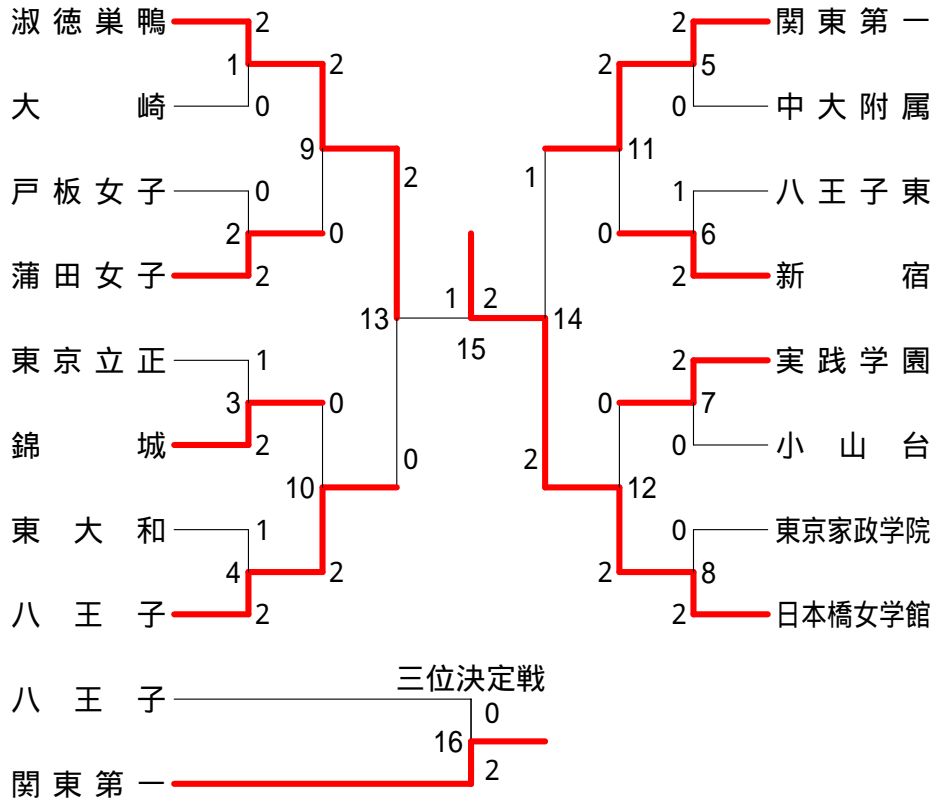 淑徳巣鴨 2 2 関東第一
1 2 2 5
大崎 0 0 中大附属
9 11
戸板女子 0 2 1 1 八王子東
2 0 0 6
蒲田女子 2 2 新宿
1 2
13 14
15
東京立正 1 2 実践学園
3 0 0 7
錦城 2 0 2 0 小山台
10 12
東大和 1 0 東京家政学院
4 2 2 8
八王子 2 2 日本橋女学館
三位決定戦
八王子 0
16
関東第一 2